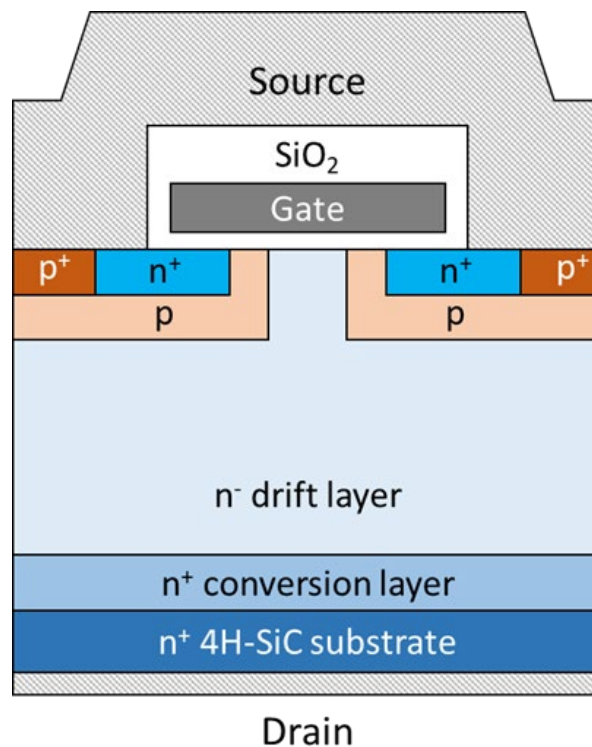 Source
SiO₂
Gate
p⁺ n⁺ n⁺ p⁺
p p
n⁻ drift layer
n⁺ conversion layer
n⁺ 4H-SiC substrate
Drain